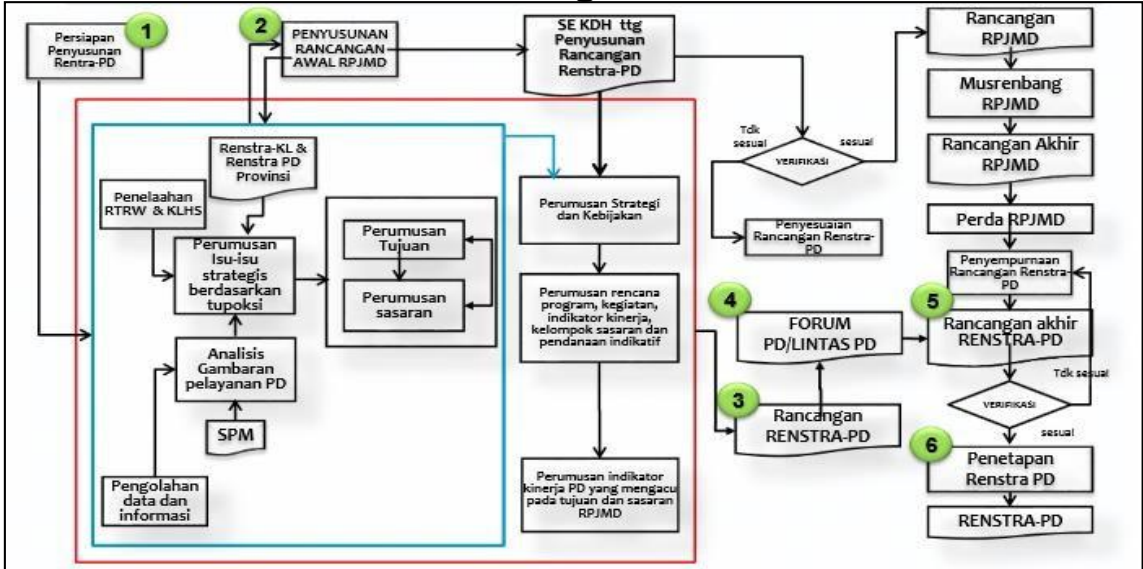 1
Persiapan
Penyusunan
Rentra-PD
2
PENYUSUNAN
RANCANGAN
AWAL RPJMD
SE KDH ttg
Penyusunan
Rancangan
Renstra-PD
Rancangan
RPJMD
Musrenbang
RPJMD
Rancangan Akhir
RPJMD
Perda RPJMD
Tdk
sesuai
VERIFIKASI
sesuai
Penyesuaian
Rancangan Renstra-
PD
Renstra-KL &
Renstra PD
Provinsi
Penelaahan
RTRW & KLHS
Perumusan
Isu-isu
strategis
berdasarkan
tupoksi
Perumusan
Tujuan
Perumusan
sasaran
Analisis
Gambaran
pelayanan PD
SPM
Pengolahan
data dan
informasi
Perumusan Strategi
dan Kebijakan
Perumusan rencana
program, kegiatan,
indikator kinerja,
kelompok sasaran dan
pendanaan indikatif
Perumusan indikator
kinerja PD yang mengacu
pada tujuan dan sasaran
RPJMD
3
Rancangan
RENSTRA-PD
4
FORUM
PD/LINTAS PD
Penyempurnaan
Rancangan Renstra-
PD
5
Rancangan akhir
RENSTRA-PD
Tdk sesuai
VERIFIKASI
sesuai
6
Penetapan
Renstra PD
RENSTRA-PD